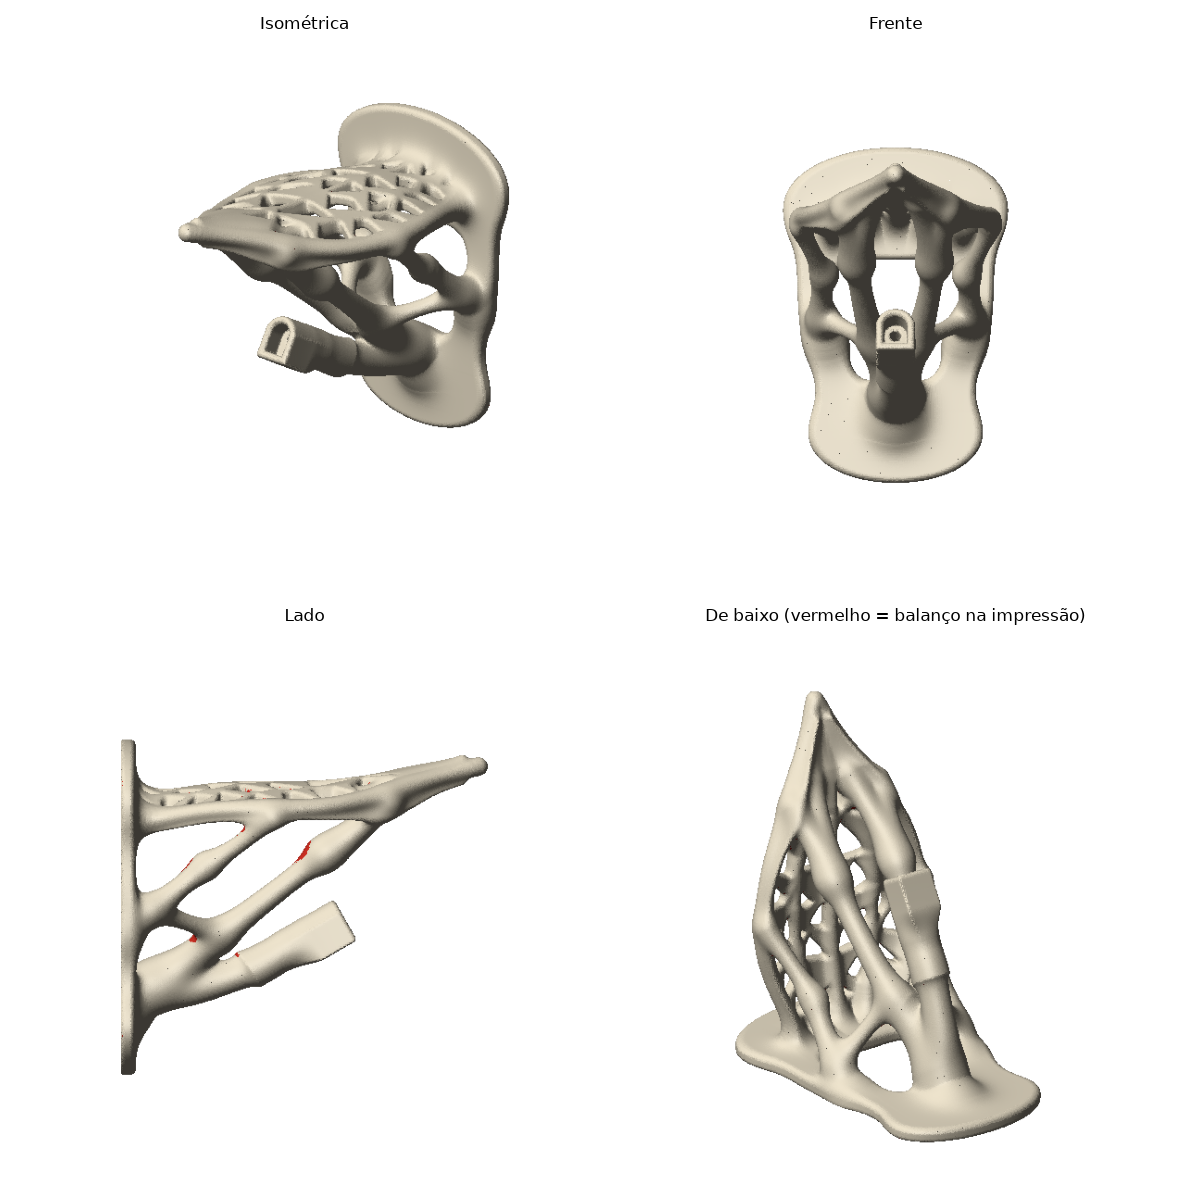 Isométrica
Frente
Lado
De baixo (vermelho = balanço na impressão)